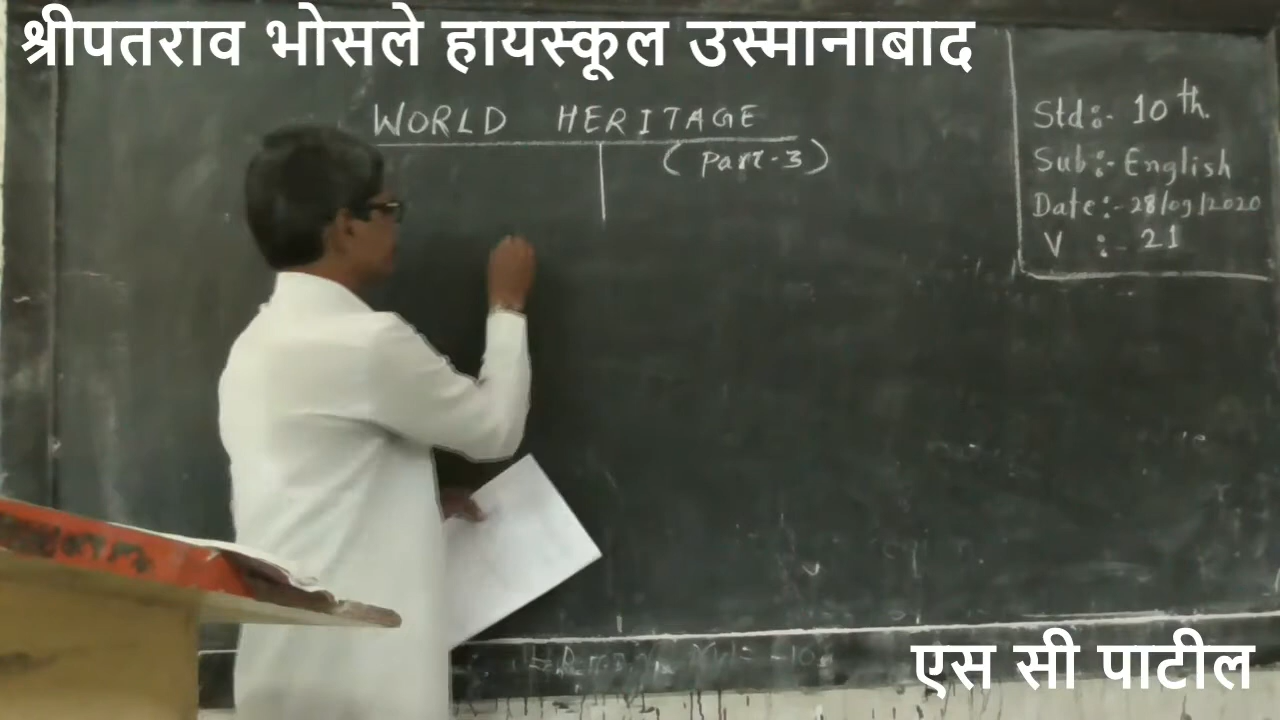 श्रीपतराव भोसले हायस्कूल उस्मानाबाद
WORLD HERITAGE
(Part-3)
Std:- 10th.
Sub:- English
Date:- 28/09/2020
V :- 21
एस सी पाटील